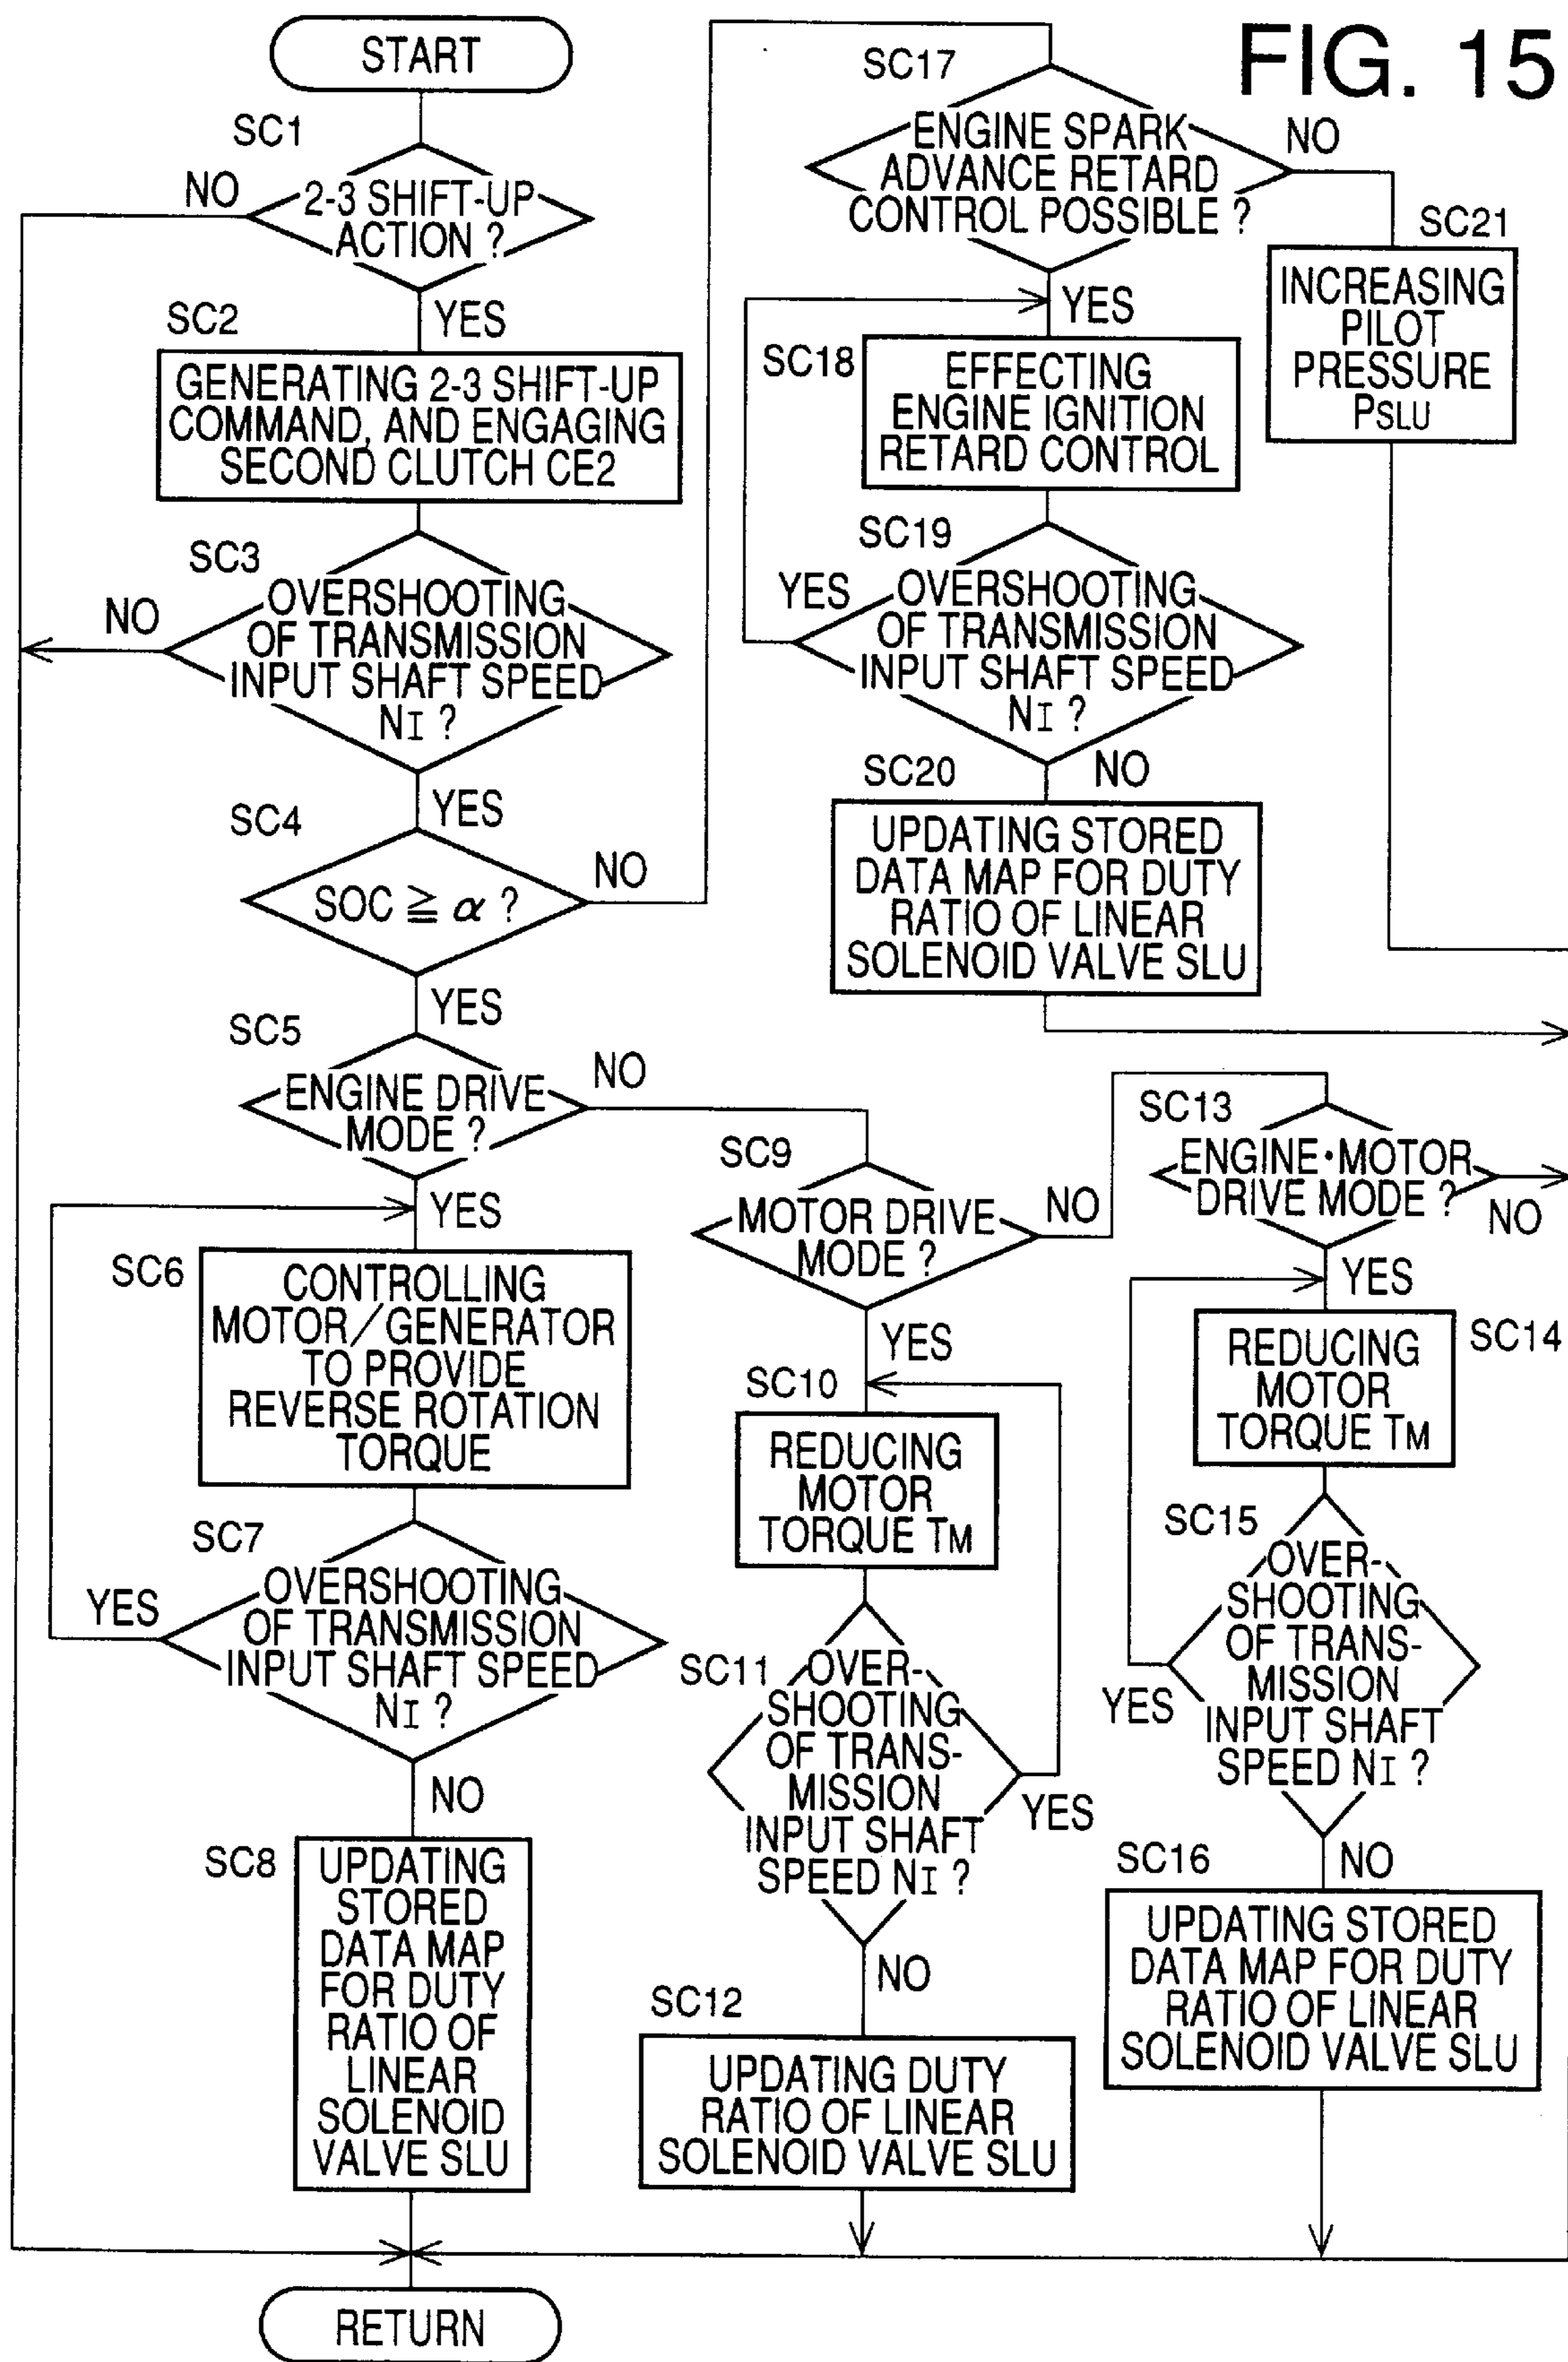 FIG. 15
START
SC1
2-3 SHIFT-UP
ACTION ?
NO
YES
SC2
GENERATING 2-3 SHIFT-UP
COMMAND, AND ENGAGING
SECOND CLUTCH CE2
SC3
OVERSHOOTING
OF TRANSMISSION
INPUT SHAFT SPEED
NI ?
NO
YES
SC4
SOC ≧ α ?
NO
YES
SC5
ENGINE DRIVE
MODE ?
NO
YES
SC6
CONTROLLING
MOTOR/GENERATOR
TO PROVIDE
REVERSE ROTATION
TORQUE
SC7
OVERSHOOTING
OF TRANSMISSION
INPUT SHAFT SPEED
NI ?
YES
NO
SC8
UPDATING
STORED
DATA MAP
FOR DUTY
RATIO OF
LINEAR
SOLENOID
VALVE SLU
RETURN
SC9
MOTOR DRIVE
MODE ?
NO
YES
SC10
REDUCING
MOTOR
TORQUE TM
SC11
OVER-
SHOOTING
OF TRANS-
MISSION
INPUT SHAFT
SPEED NI ?
YES
NO
SC12
UPDATING DUTY
RATIO OF LINEAR
SOLENOID VALVE SLU
SC13
ENGINE·MOTOR
DRIVE MODE ?
NO
YES
SC14
REDUCING
MOTOR
TORQUE TM
SC15
OVER-
SHOOTING
OF TRANS-
MISSION
INPUT SHAFT
SPEED NI ?
YES
NO
SC16
UPDATING STORED
DATA MAP FOR DUTY
RATIO OF LINEAR
SOLENOID VALVE SLU
SC17
ENGINE SPARK
ADVANCE RETARD
CONTROL POSSIBLE ?
NO
YES
SC18
EFFECTING
ENGINE IGNITION
RETARD CONTROL
SC19
OVERSHOOTING
OF TRANSMISSION
INPUT SHAFT SPEED
NI ?
YES
NO
SC20
UPDATING STORED
DATA MAP FOR DUTY
RATIO OF LINEAR
SOLENOID VALVE SLU
SC21
INCREASING
PILOT
PRESSURE
PSLU